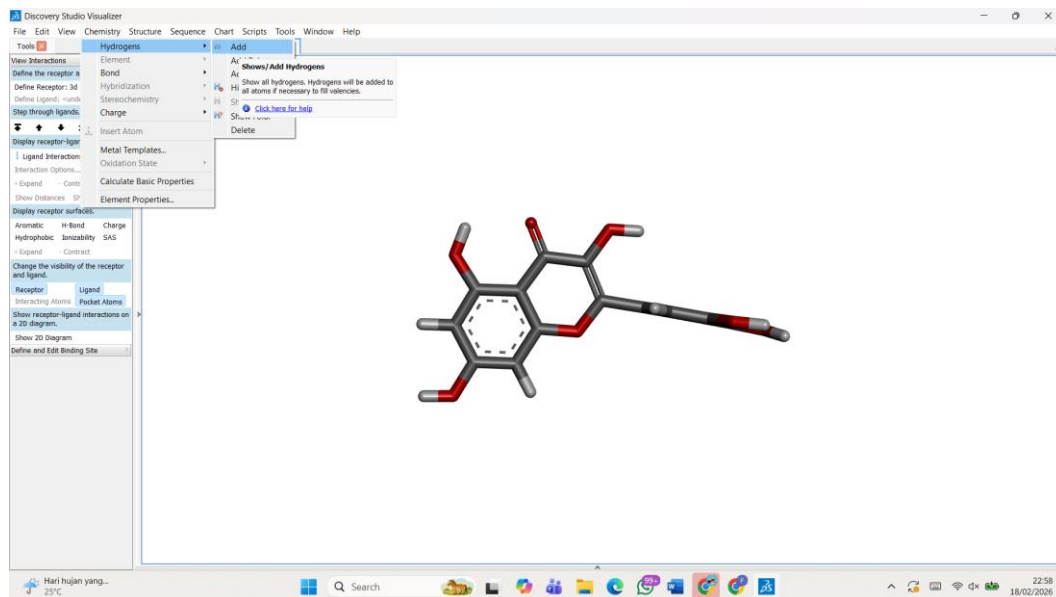 Discovery Studio Visualizer
File Edit View Chemistry Structure Sequence Chart Scripts Tools Window Help
Tools
Hydrogens
Add
View Interactions
Element
Define the receptor a
Bond
Shows/Add Hydrogens
Define Receptor: 3d
Hybridization
Show all hydrogens. Hydrogens will be added to
all atoms if necessary to fill valencies.
Define Ligand: <und
Stereochemistry
Step through ligands.
Charge
Click here for help
Insert Atom
Delete
Display receptor-ligar
Metal Templates...
Ligand Interaction
Oxidation State
Interaction Options...
Calculate Basic Properties
- Expand - Contr
Show Distances
Element Properties...
Display receptor surfaces.
Aromatic H-Bond Charge
Hydrophobic Ionizability SAS
- Expand - Contract
Change the visibility of the receptor
and ligand.
Receptor Ligand
Interacting Atoms Pocket Atoms
Show receptor-ligand interactions on
a 2D diagram.
Show 2D Diagram
Define and Edit Binding Site
Hari hujan yang...
25°C
Search
99+
22:58
18/02/2026